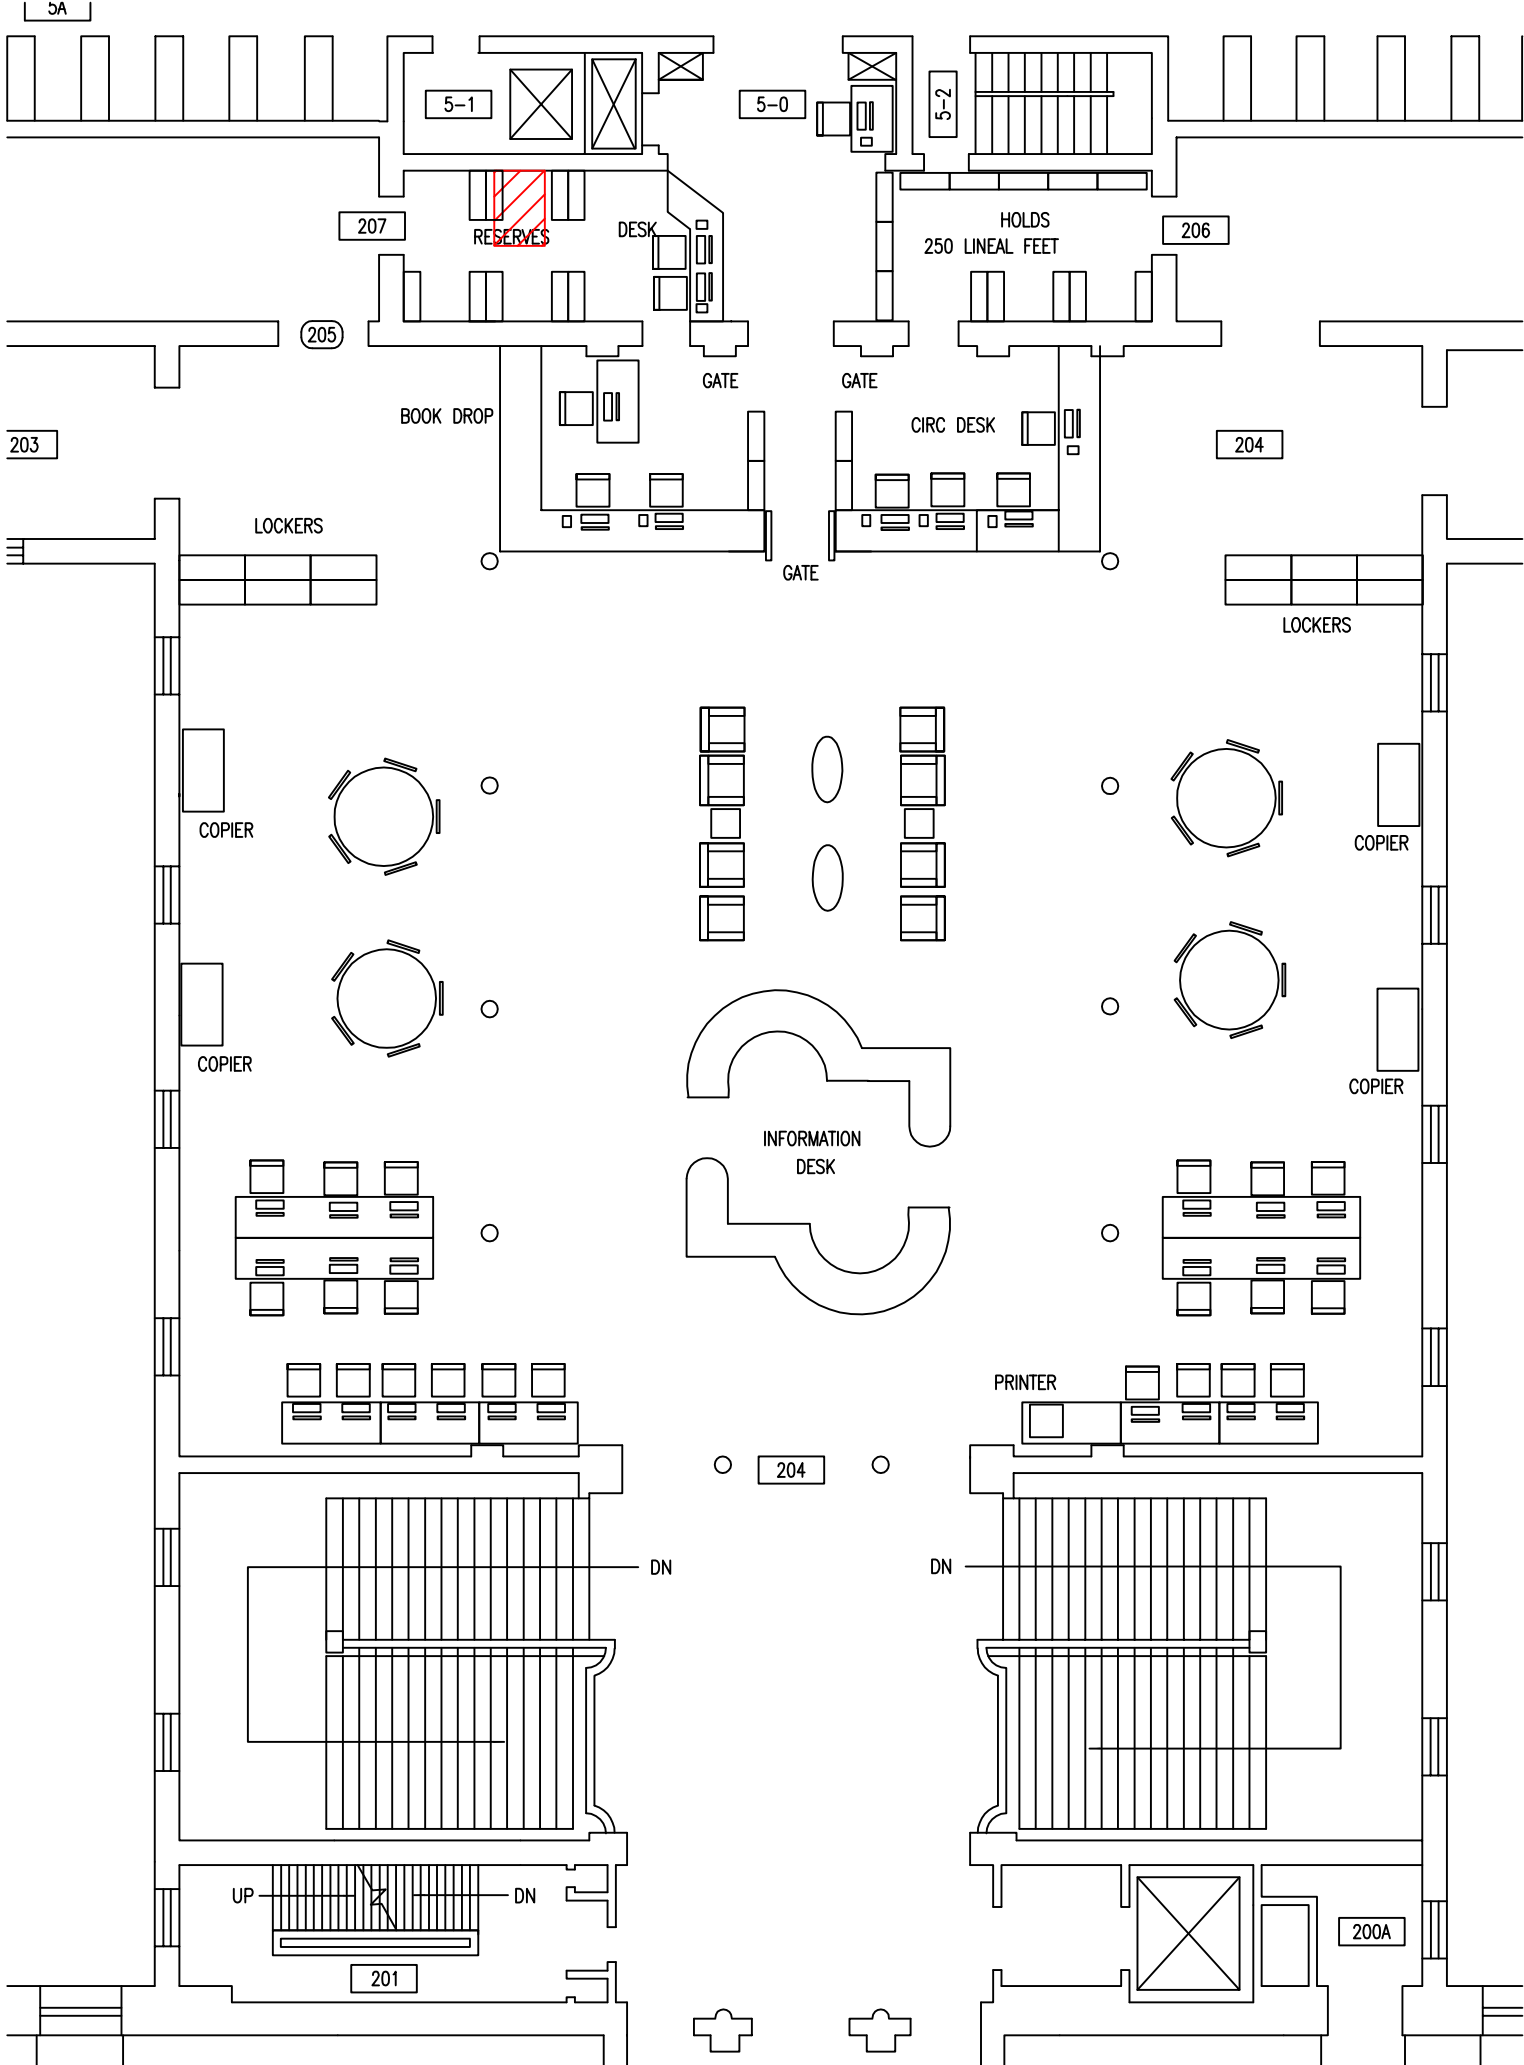 5A
5-1
5-0
5-2
207
RESERVES
DESK
HOLDS
250 LINEAL FEET
206
205
GATE
GATE
BOOK DROP
CIRC DESK
203
204
LOCKERS
GATE
LOCKERS
COPIER
COPIER
COPIER
COPIER
INFORMATION
DESK
PRINTER
204
DN
DN
UP
DN
200A
201